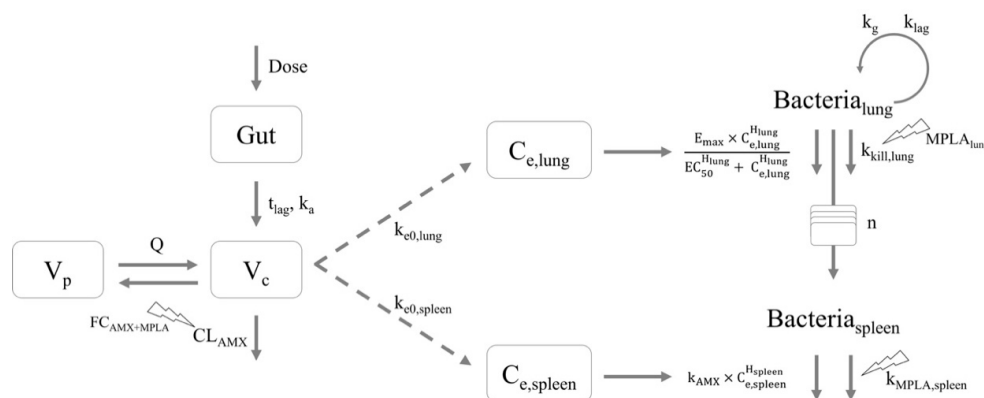 k_g k_lag
Dose
Bacteria_lung
Gut
C_e,lung
E_max × C_e,lung^H_lung
EC_50^H_lung + C_e,lung^H_lung
k_kill,lung
MPLA_lun
t_lag, k_a
k_e0,lung
n
Q
V_p
V_c
FC_AMX+MPLA
CL_AMX
k_e0,spleen
Bacteria_spleen
C_e,spleen
k_AMX × C_e,spleen^H_spleen
k_MPLA,spleen